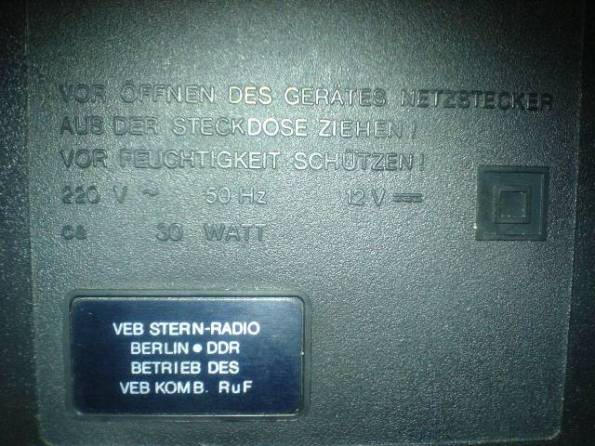 VOR ÖFFNEN DES GERÄTES NETZSTECKER
AUS DER STECKDOSE ZIEHEN!
VOR FEUCHTIGKEIT SCHÜTZEN!
220 V ~ 50 Hz 12 V ⎓
ca 30 WATT
VEB STERN-RADIO
BERLIN ● DDR
BETRIEB DES
VEB KOMB. RuF